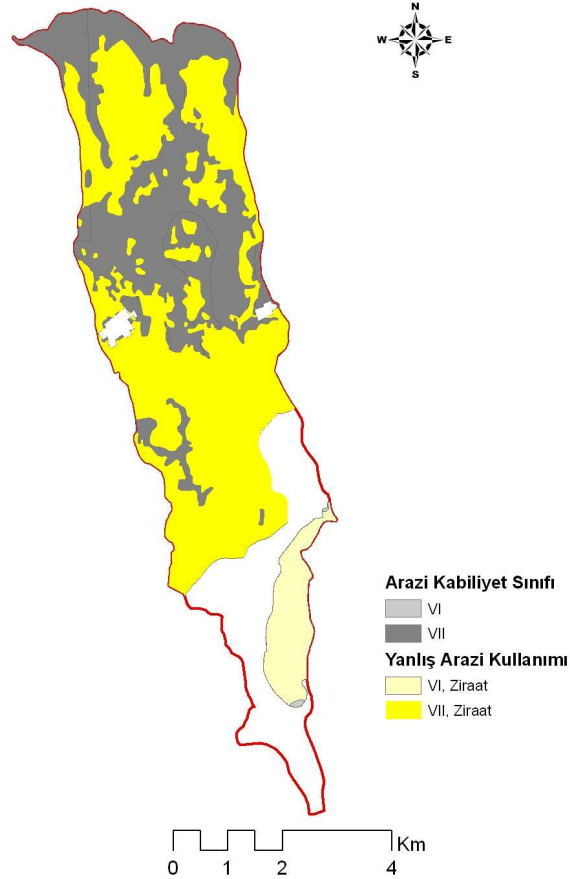 N
W E
S
Arazi Kabiliyet Sınıfı
VI
VII
Yanlış Arazi Kullanımı
VI, Ziraat
VII, Ziraat
Km
0 1 2 4